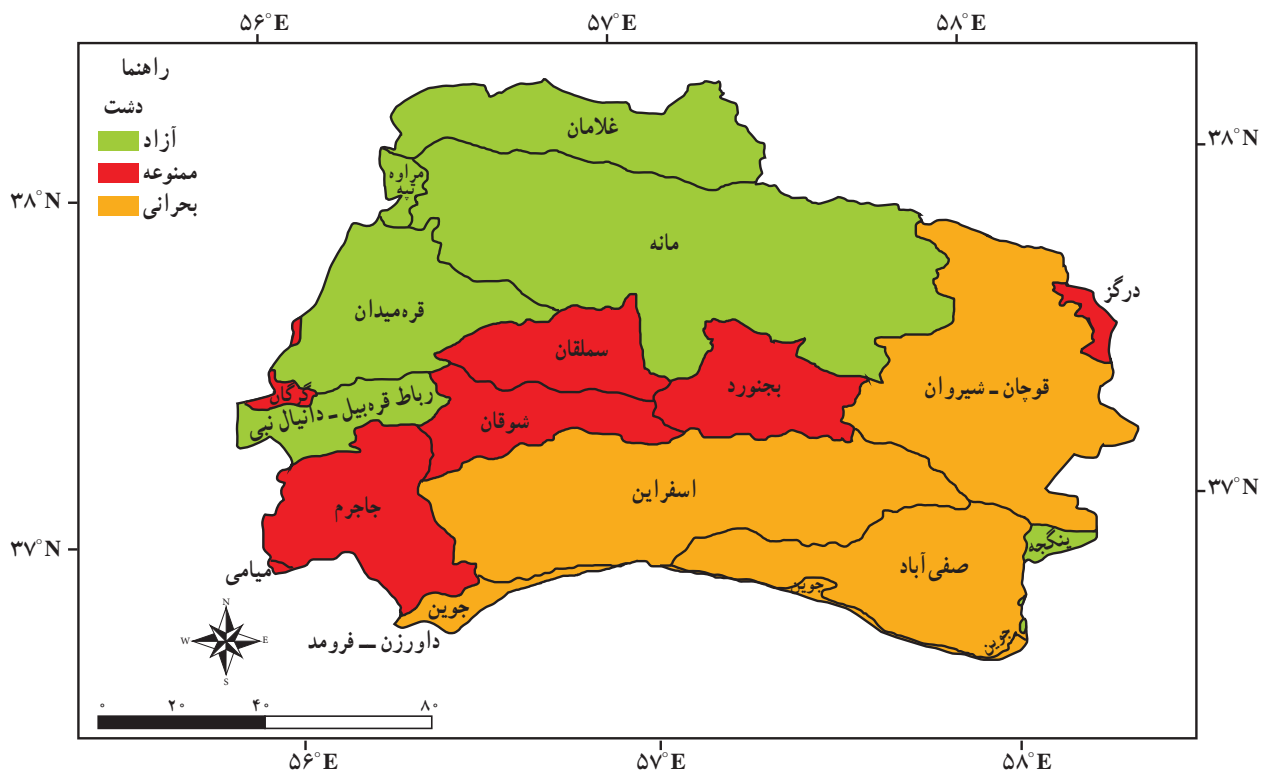 ۵۶°E ۵۷°E ۵۸°E
راهنما
دشت
آزاد
ممنوعه
بحرانی
۳۸°N
۳۸°N
۳۷°N
۳۷°N
غلامان
مراوه
تپه
مانه
درگز
قره‌میدان
سملقان
بجنورد
قوچان ـ شیروان
گرگان
رباط قره‌بیل ـ دانیال نبی
شوقان
اسفراین
جاجرم
پنگجه
صفی‌آباد
میامی
جوین
جوین
جوین
داورزن ـ فرومد
N
W E
S
۰ ۲۰ ۴۰ ۸۰
۵۶°E ۵۷°E ۵۸°E